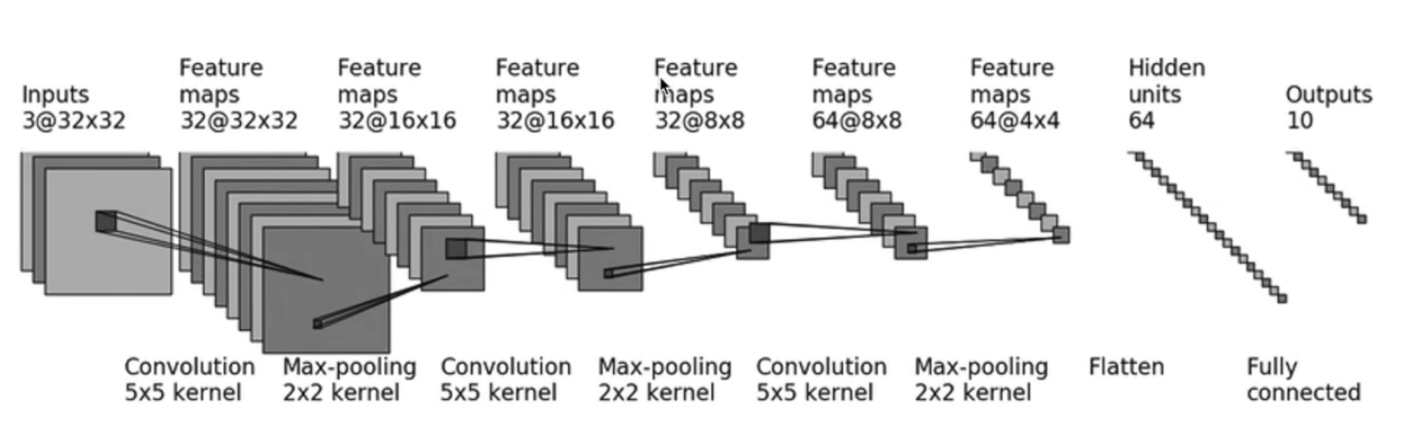 Inputs
3@32x32
Feature
maps
32@32x32
Feature
maps
32@16x16
Feature
maps
32@16x16
Feature
maps
32@8x8
Feature
maps
64@8x8
Feature
maps
64@4x4
Hidden
units
64
Outputs
10
Convolution
5x5 kernel
Max-pooling
2x2 kernel
Convolution
5x5 kernel
Max-pooling
2x2 kernel
Convolution
5x5 kernel
Max-pooling
2x2 kernel
Flatten
Fully
connected